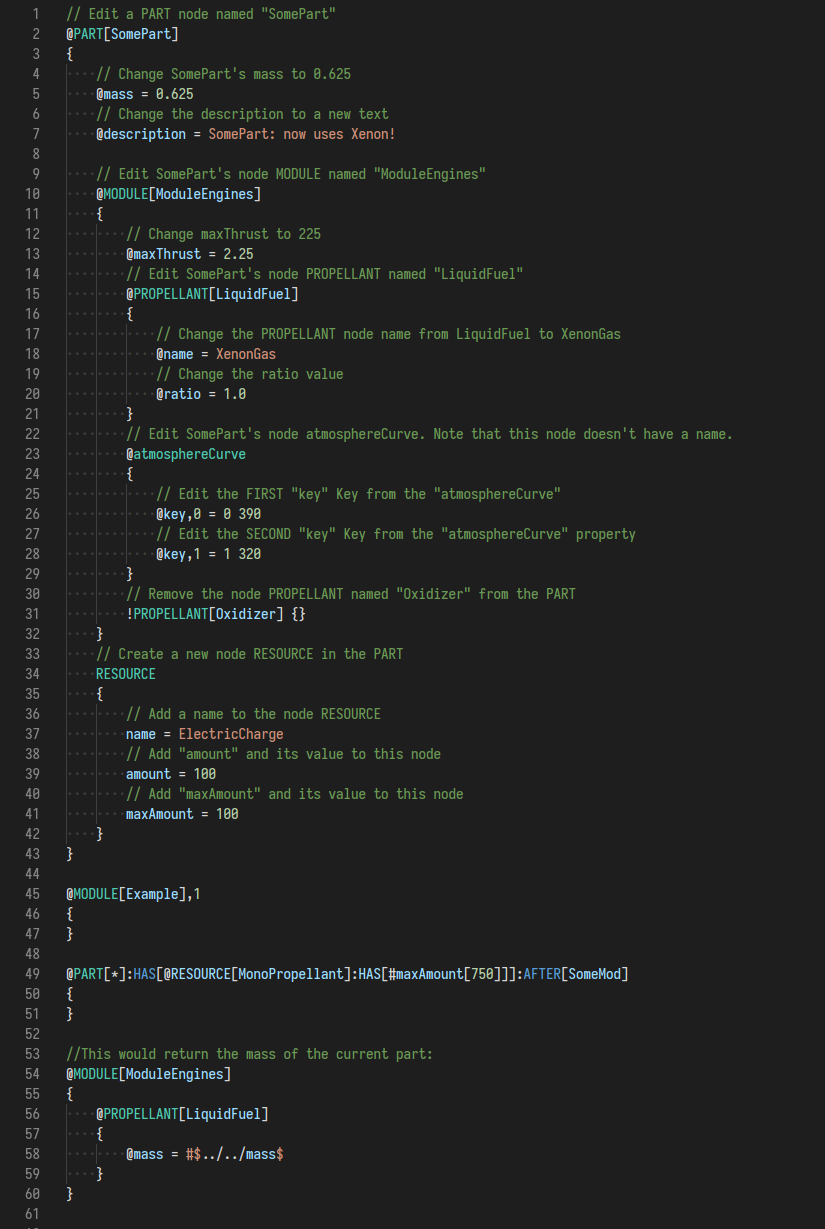 1 // Edit a PART node named "SomePart"
2 @PART[SomePart]
3 {
4 ····// Change SomePart's mass to 0.625
5 ····@mass = 0.625
6 ····// Change the description to a new text
7 ····@description = SomePart: now uses Xenon!
8
9 ····// Edit SomePart's node MODULE named "ModuleEngines"
10 ····@MODULE[ModuleEngines]
11 ····{
12 ········// Change maxThrust to 225
13 ········@maxThrust = 2.25
14 ········// Edit SomePart's node PROPELLANT named "LiquidFuel"
15 ········@PROPELLANT[LiquidFuel]
16 ········{
17 ············// Change the PROPELLANT node name from LiquidFuel to XenonGas
18 ············@name = XenonGas
19 ············// Change the ratio value
20 ············@ratio = 1.0
21 ········}
22 ········// Edit SomePart's node atmosphereCurve. Note that this node doesn't have a name.
23 ········@atmosphereCurve
24 ········{
25 ············// Edit the FIRST "key" Key from the "atmosphereCurve"
26 ············@key,0 = 0 390
27 ············// Edit the SECOND "key" Key from the "atmosphereCurve" property
28 ············@key,1 = 1 320
29 ········}
30 ········// Remove the node PROPELLANT named "Oxidizer" from the PART
31 ········!PROPELLANT[Oxidizer] {}
32 ····}
33 ····// Create a new node RESOURCE in the PART
34 ····RESOURCE
35 ····{
36 ········// Add a name to the node RESOURCE
37 ········name = ElectricCharge
38 ········// Add "amount" and its value to this node
39 ········amount = 100
40 ········// Add "maxAmount" and its value to this node
41 ········maxAmount = 100
42 ····}
43 }
44
45 @MODULE[Example],1
46 {
47 }
48
49 @PART[*]:HAS[@RESOURCE[MonoPropellant]:HAS[#maxAmount[750]]]:AFTER[SomeMod]
50 {
51 }
52
53 //This would return the mass of the current part:
54 @MODULE[ModuleEngines]
55 {
56 ····@PROPELLANT[LiquidFuel]
57 ····{
58 ········@mass = #$../../mass$
59 ····}
60 }
61